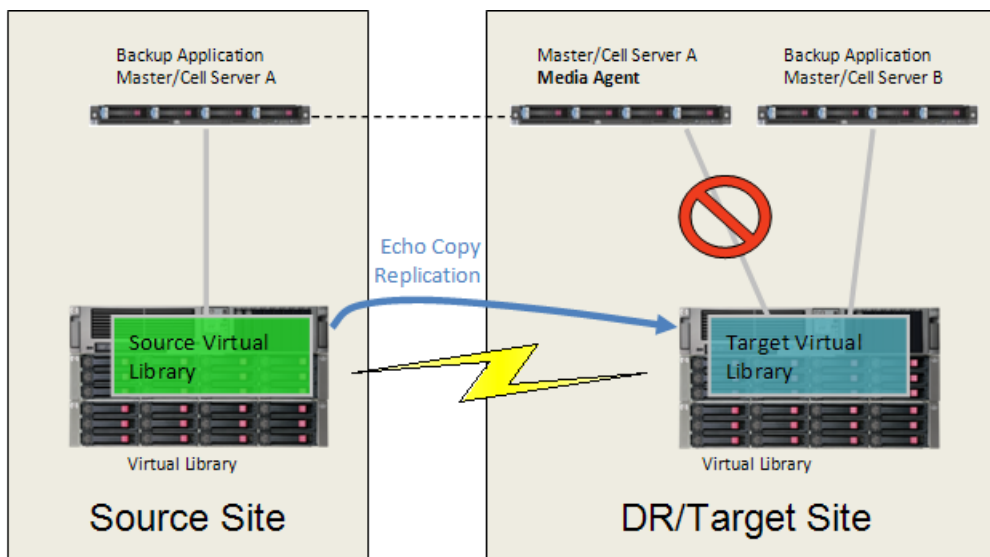 Backup Application
Master/Cell Server A
Master/Cell Server A
Media Agent
Backup Application
Master/Cell Server B
Echo Copy
Replication
Source Virtual
Library
Target Virtual
Library
Virtual Library
Virtual Library
Source Site
DR/Target Site